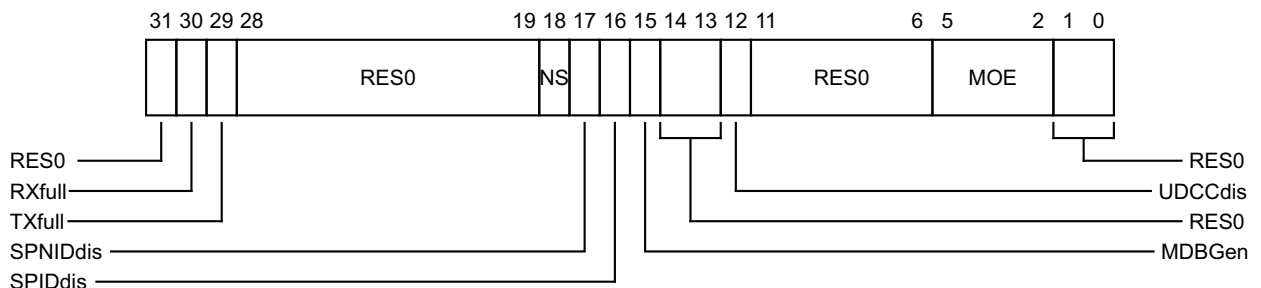 31 30 29 28 19 18 17 16 15 14 13 12 11 6 5 2 1 0
RES0 NS RES0 MOE
RES0 RES0
RXfull UDCCdis
TXfull RES0
SPNIDdis MDBGen
SPIDdis